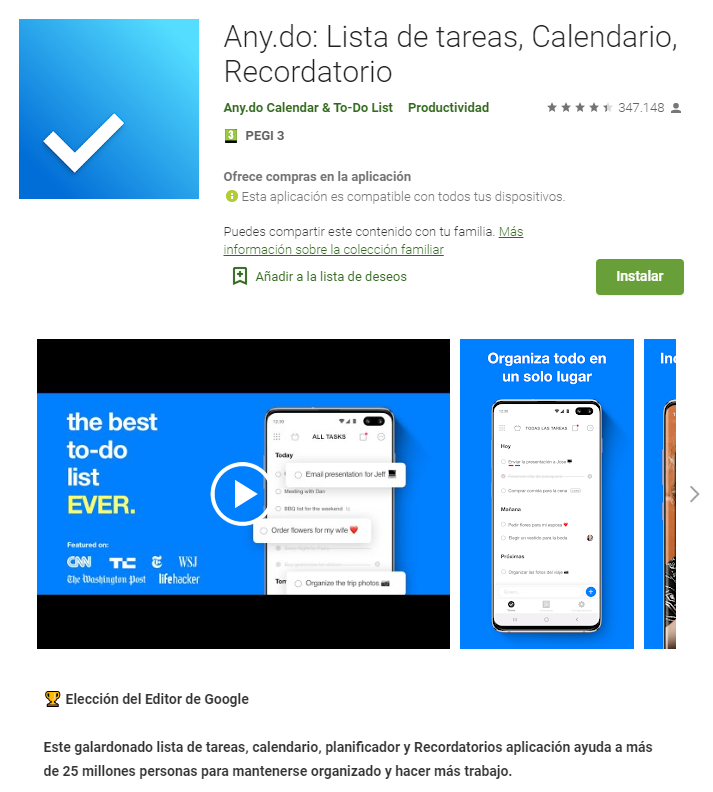 Any.do: Lista de tareas, Calendario,
Recordatorio
Any.do Calendar & To-Do List Productividad 347.148
3 PEGI 3
Ofrece compras en la aplicación
Esta aplicación es compatible con todos tus dispositivos.
Puedes compartir este contenido con tu familia. Más
información sobre la colección familiar
Añadir a la lista de deseos
Instalar
the best
to-do
list
EVER.
Featured on:
CNN TC WSJ
The Washington Post lifehacker
ALL TASKS
Today
Email presentation for Jeff
Meeting with Dan
BBQ list for the weekend
Order flowers for my wife
Organize the trip photos
Organiza todo en
un solo lugar
TODAS LAS TAREAS
Hoy
Enviar la presentación a Jose
Comprar comida para la cena
Mañana
Pedir flores para mi esposa
Elegir un vestido para la boda
Próximas
Organizar las fotos del viaje
Elección del Editor de Google
Este galardonado lista de tareas, calendario, planificador y Recordatorios aplicación ayuda a más
de 25 millones personas para mantenerse organizado y hacer más trabajo.